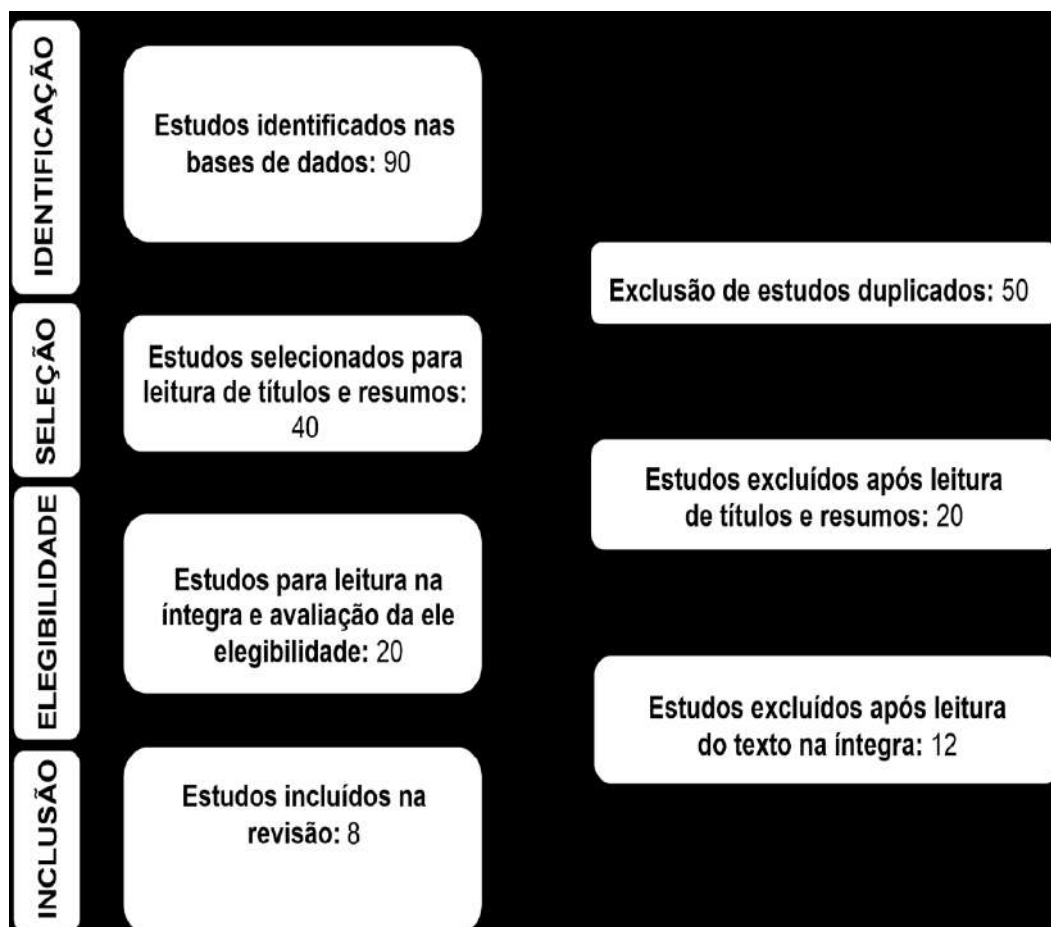 IDENTIFICAÇÃO
Estudos identificados nas
bases de dados: 90
Exclusão de estudos duplicados: 50
SELEÇÃO
Estudos selecionados para
leitura de títulos e resumos:
40
Estudos excluídos após leitura
de títulos e resumos: 20
ELEGIBILIDADE
Estudos para leitura na
íntegra e avaliação da ele
elegibilidade: 20
Estudos excluídos após leitura
do texto na íntegra: 12
INCLUSÃO
Estudos incluídos na
revisão: 8